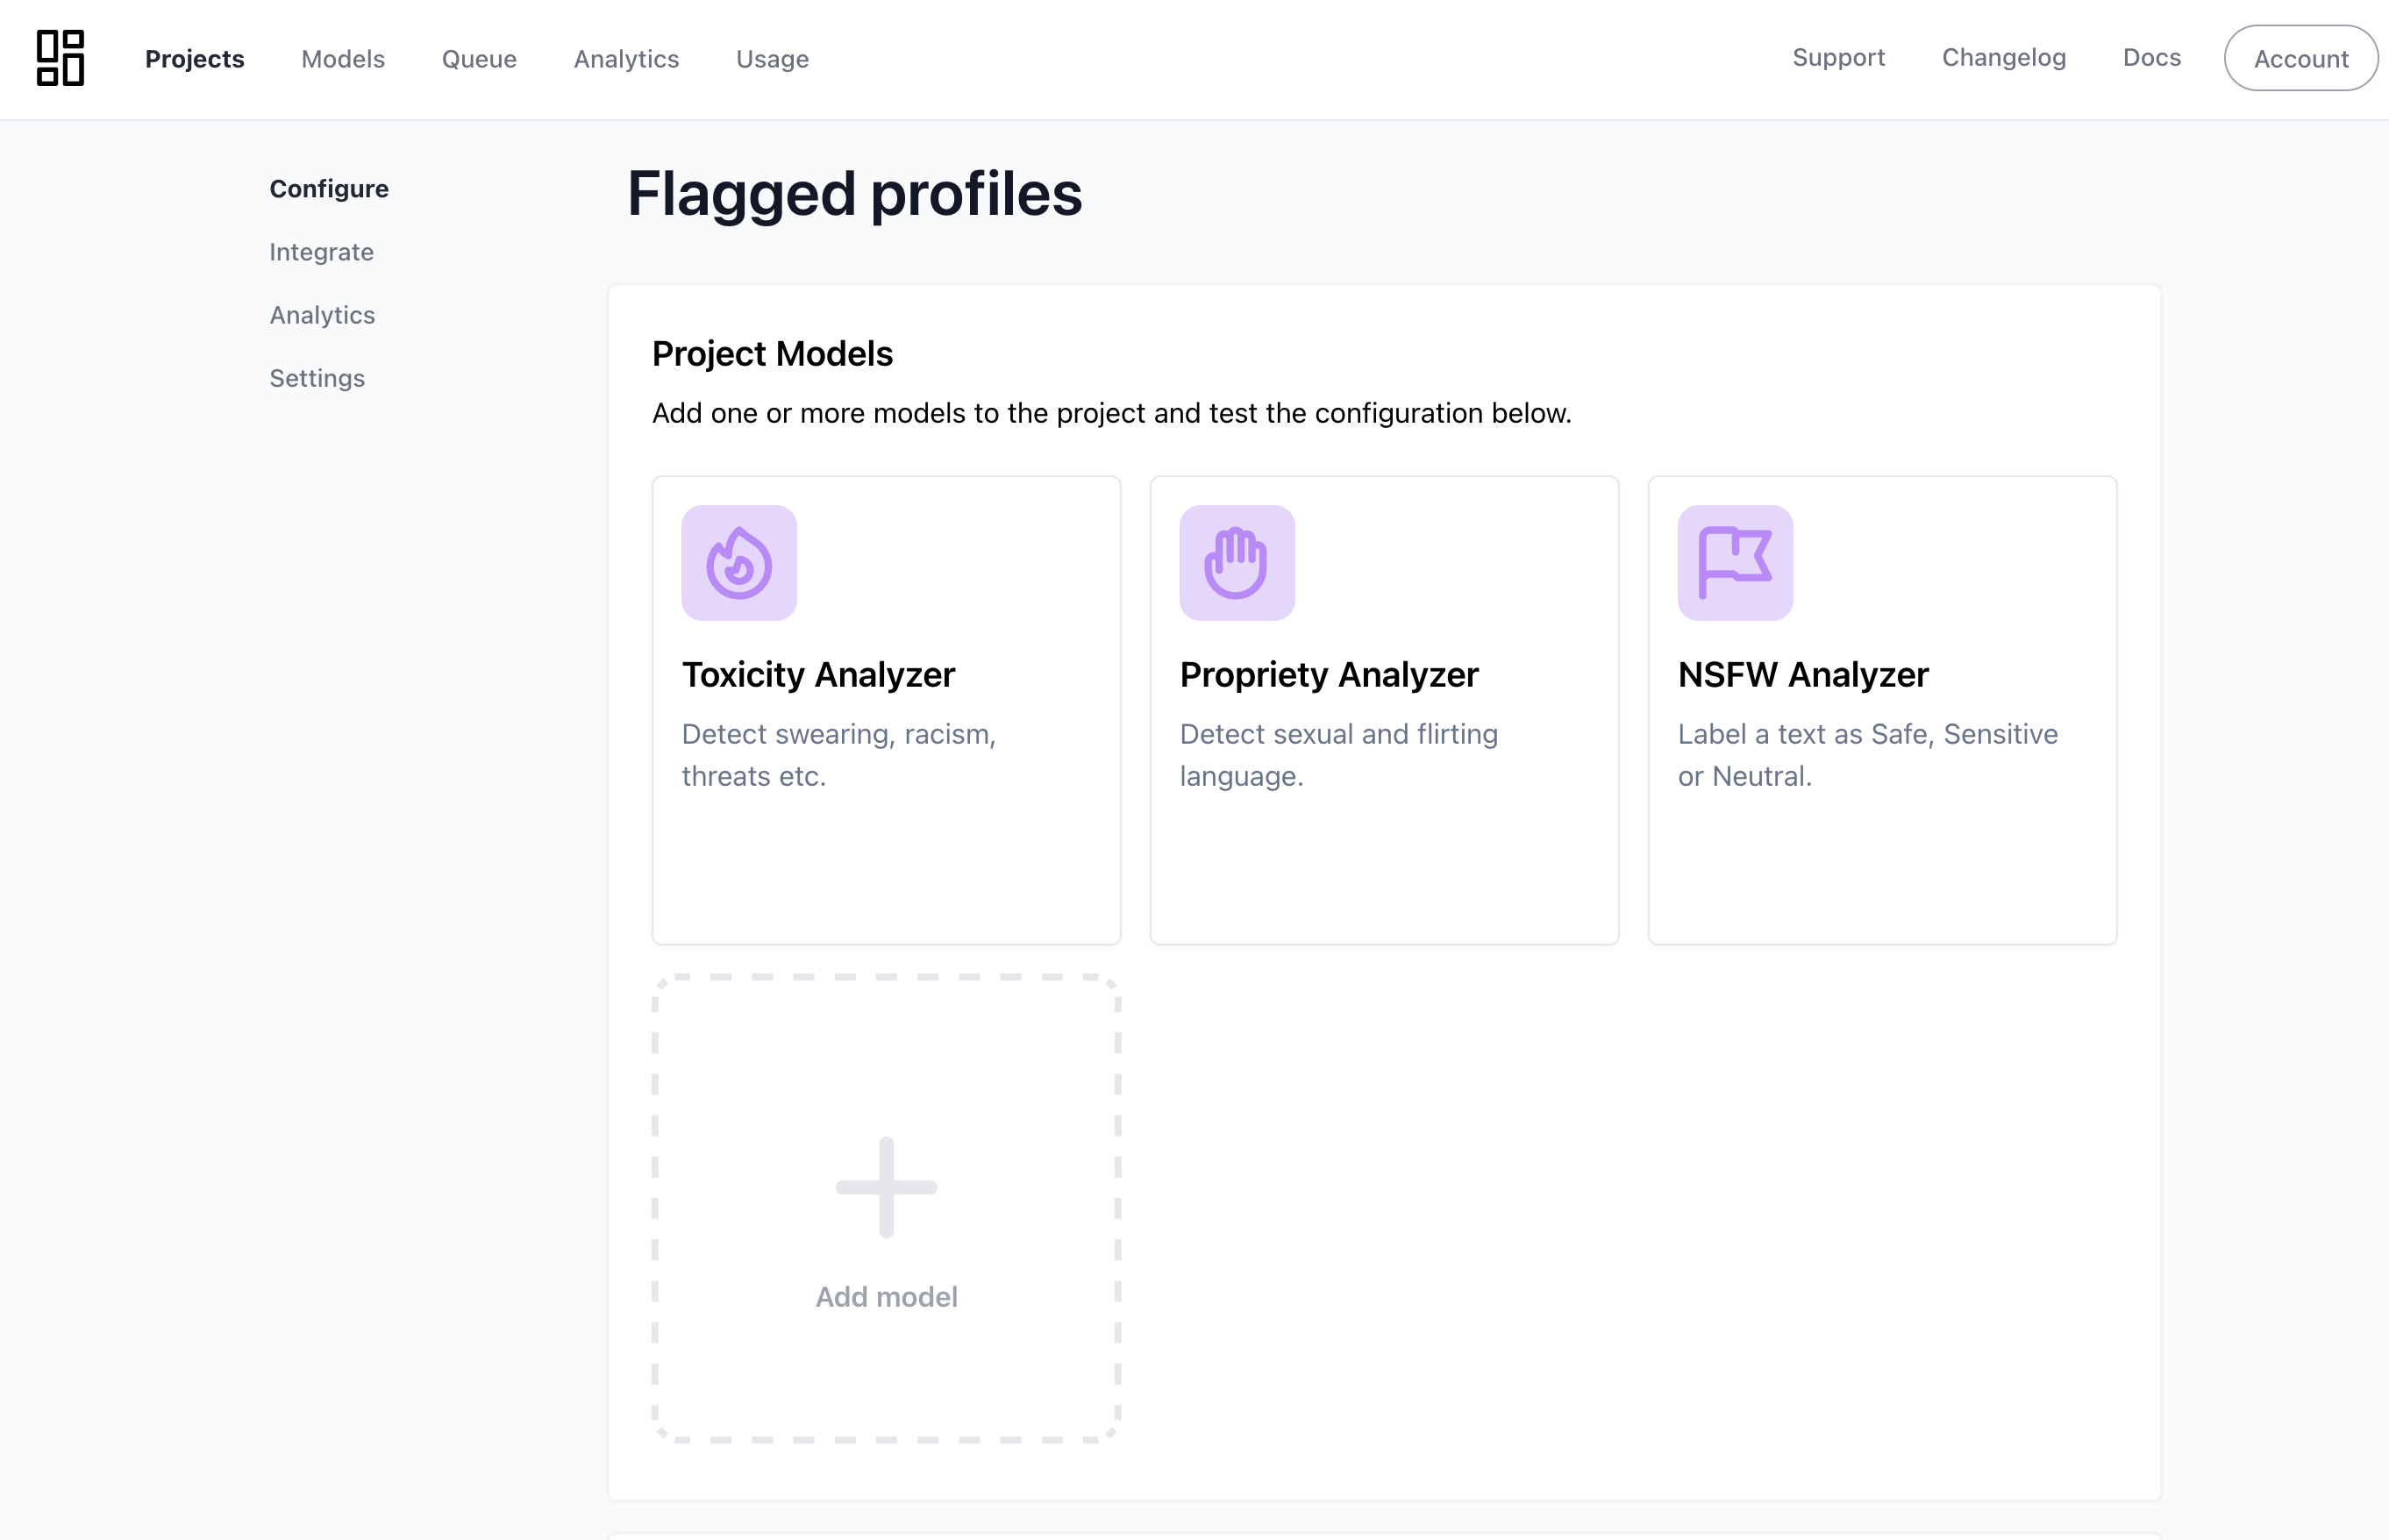 Projects Models Queue Analytics Usage Support Changelog Docs Account
Configure
Integrate
Analytics
Settings
Flagged profiles
Project Models
Add one or more models to the project and test the configuration below.
Toxicity Analyzer
Detect swearing, racism,
threats etc.
Propriety Analyzer
Detect sexual and flirting
language.
NSFW Analyzer
Label a text as Safe, Sensitive
or Neutral.
Add model